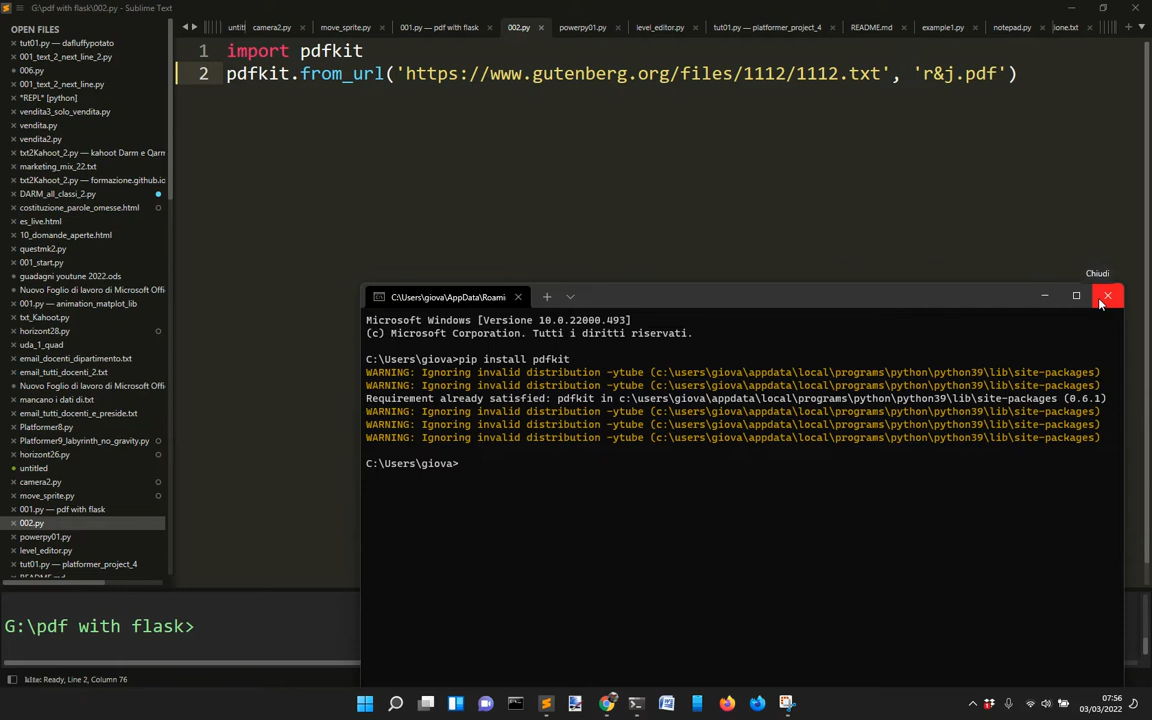 G:\pdf with flask\002.py - Sublime Text
OPEN FILES
tut01.py — dafluffypotato
001_text_2_next_line_2.py
006.py
001_text_2_next_line.py
*REPL* [python]
vendita3_solo_vendita.py
vendita.py
vendita2.py
txt2Kahoot_2.py — kahoot Darm e Qarm
marketing_mix_22.txt
txt2Kahoot_2.py — formazione.github.io
DARM_all_classi_2.py
costituzione_parole_omesse.html
es_live.html
10_domande_aperte.html
questmk2.py
001_start.py
guadagni youtune 2022.ods
Nuovo Foglio di lavoro di Microsoft Offi
001.py — animation_matplot_lib
txt_Kahoot.py
horizont28.py
uda_1_quad
email_docenti_dipartimento.txt
email_tutti_docenti_2.txt
Nuovo Foglio di lavoro di Microsoft Offi
mancano i dati di.txt
email_tutti_docenti_e_preside.txt
Platformer8.py
Platformer9_labyrinth_no_gravity.py
horizont26.py
untitled
camera2.py
move_sprite.py
001.py — pdf with flask
002.py
powerpy01.py
level_editor.py
tut01.py — platformer_project_4
README.md
untitl
camera2.py
move_sprite.py
001.py — pdf with flask
002.py
powerpy01.py
level_editor.py
tut01.py — platformer_project_4
README.md
example1.py
notepad.py
ione.txt
1 import pdfkit
2 pdfkit.from_url('https://www.gutenberg.org/files/1112/1112.txt', 'r&j.pdf')
Chiudi
C:\Users\giova\AppData\Roami
Microsoft Windows [Versione 10.0.22000.493]
(c) Microsoft Corporation. Tutti i diritti riservati.
C:\Users\giova>pip install pdfkit
WARNING: Ignoring invalid distribution -ytube (c:\users\giova\appdata\local\programs\python\python39\lib\site-packages)
WARNING: Ignoring invalid distribution -ytube (c:\users\giova\appdata\local\programs\python\python39\lib\site-packages)
Requirement already satisfied: pdfkit in c:\users\giova\appdata\local\programs\python\python39\lib\site-packages (0.6.1)
WARNING: Ignoring invalid distribution -ytube (c:\users\giova\appdata\local\programs\python\python39\lib\site-packages)
WARNING: Ignoring invalid distribution -ytube (c:\users\giova\appdata\local\programs\python\python39\lib\site-packages)
WARNING: Ignoring invalid distribution -ytube (c:\users\giova\appdata\local\programs\python\python39\lib\site-packages)
C:\Users\giova>
G:\pdf with flask>
Ready, Line 2, Column 76
07:56
03/03/2022